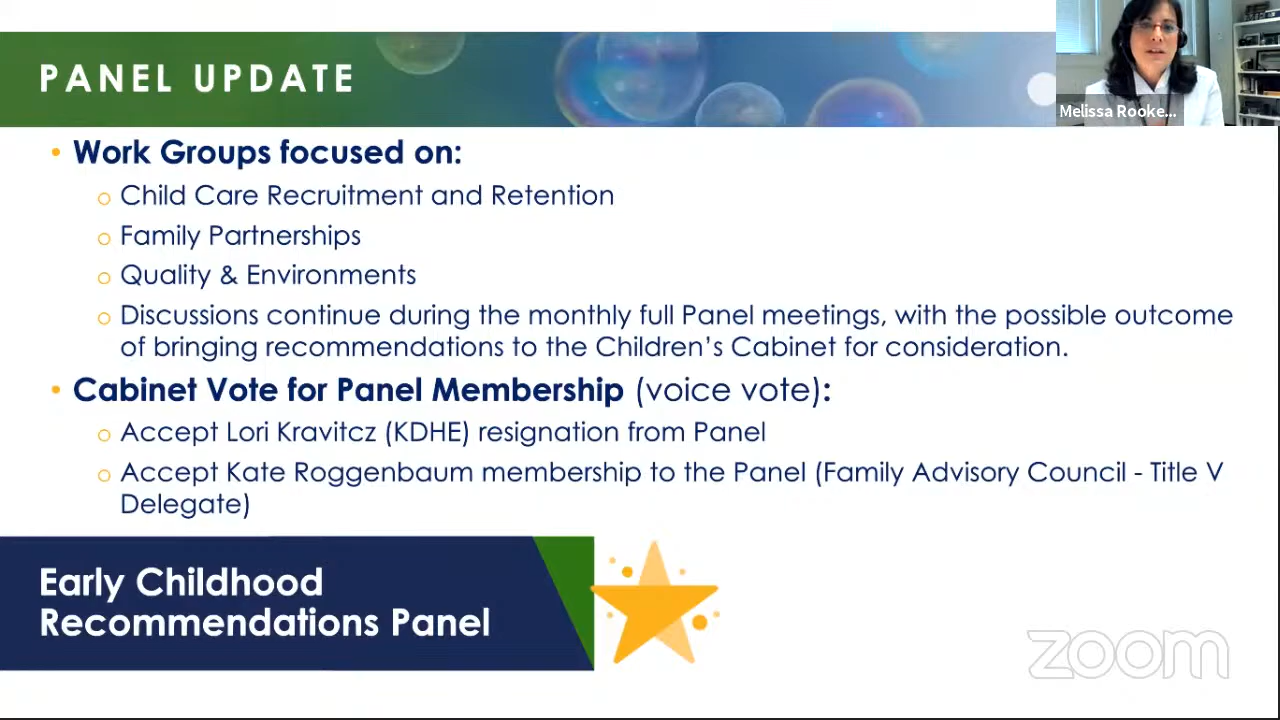 PANEL UPDATE
Melissa Rooke...
• Work Groups focused on:
o Child Care Recruitment and Retention
o Family Partnerships
o Quality & Environments
o Discussions continue during the monthly full Panel meetings, with the possible outcome
of bringing recommendations to the Children's Cabinet for consideration.
• Cabinet Vote for Panel Membership (voice vote):
o Accept Lori Kravitcz (KDHE) resignation from Panel
o Accept Kate Roggenbaum membership to the Panel (Family Advisory Council - Title V
Delegate)
Early Childhood
Recommendations Panel
zoom